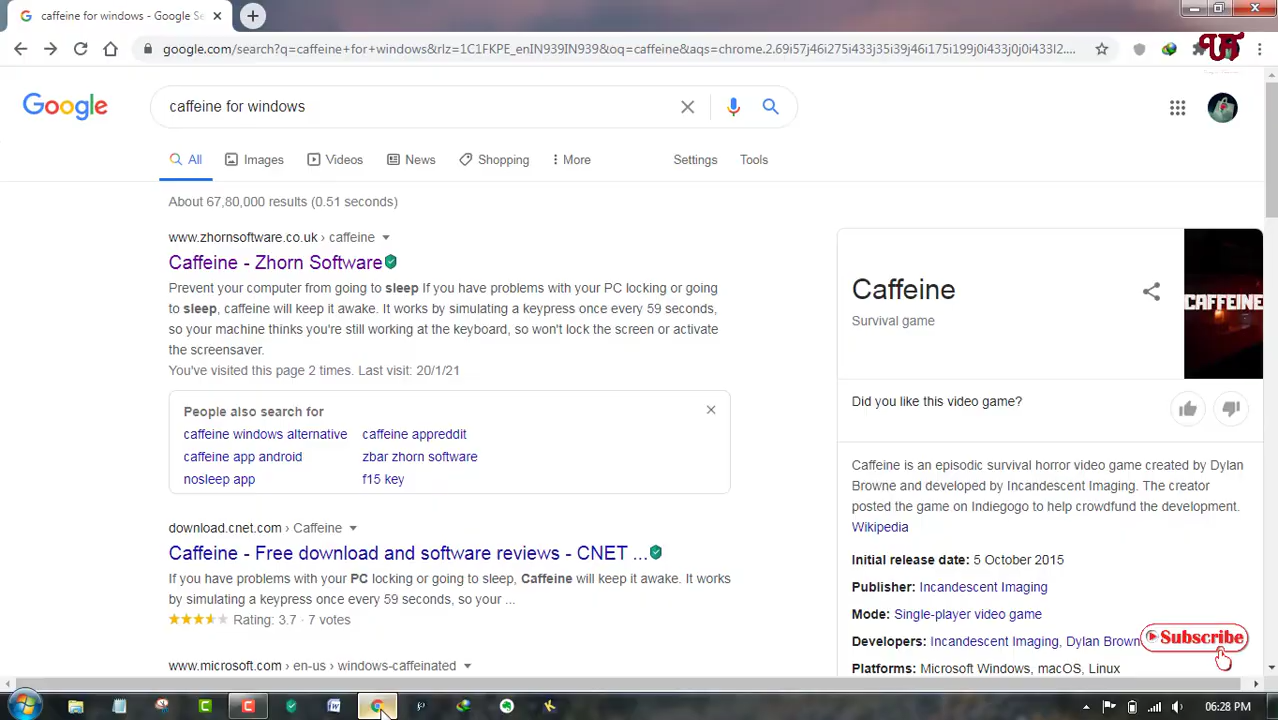 caffeine for windows - Google Se
google.com/search?q=caffeine+for+windows&rlz=1C1FKPE_enIN939IN939&oq=caffeine&aqs=chrome.2.69i57j46i275i433j35i39j46i175i199j0i433j0j0i433l2....
Google
caffeine for windows
All Images Videos News Shopping More Settings Tools
About 67,80,000 results (0.51 seconds)
www.zhornsoftware.co.uk › caffeine
Caffeine - Zhorn Software
Prevent your computer from going to sleep If you have problems with your PC locking or going
to sleep, caffeine will keep it awake. It works by simulating a keypress once every 59 seconds,
so your machine thinks you're still working at the keyboard, so won't lock the screen or activate
the screensaver.
You've visited this page 2 times. Last visit: 20/1/21
People also search for
caffeine windows alternative caffeine appreddit
caffeine app android zbar zhorn software
nosleep app f15 key
download.cnet.com › Caffeine
Caffeine - Free download and software reviews - CNET ...
If you have problems with your PC locking or going to sleep, Caffeine will keep it awake. It works
by simulating a keypress once every 59 seconds, so your ...
Rating: 3.7 · 7 votes
www.microsoft.com › en-us › windows-caffeinated
Caffeine
Survival game
CAFFEINE
Did you like this video game?
Caffeine is an episodic survival horror video game created by Dylan
Browne and developed by Incandescent Imaging. The creator
posted the game on Indiegogo to help crowdfund the development.
Wikipedia
Initial release date: 5 October 2015
Publisher: Incandescent Imaging
Mode: Single-player video game
Developers: Incandescent Imaging, Dylan Brown
Platforms: Microsoft Windows, macOS, Linux
Subscribe
06:28 PM